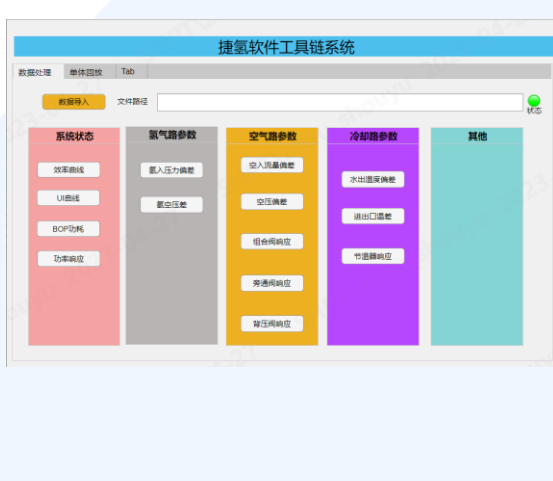 捷氢软件工具链系统
数据处理 单体回放 Tab
数据导入 文件路径 状态
系统状态 氢气路参数 空气路参数 冷却路参数 其他
效率曲线 氢入压力偏差 空入流量偏差 水出温度偏差
UI曲线 氢空压差 空压偏差 进出口温差
BOP功耗 组合阀响应 节温器响应
功率响应 旁通阀响应
背压阀响应